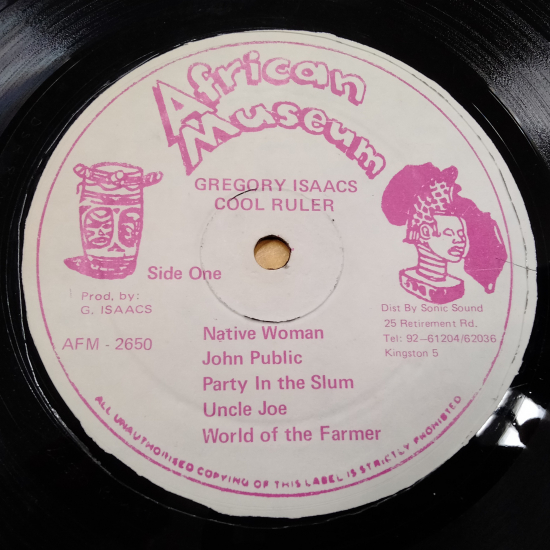 African
Museum
GREGORY ISAACS
COOL RULER
Side One
Prod, by:
G. ISAACS
AFM - 2650
Dist By Sonic Sound
25 Retirement Rd.
Tel: 92-61204/62036
Kingston 5
Native Woman
John Public
Party In the Slum
Uncle Joe
World of the Farmer
ALL UNAUTHORISED COPYING OF THIS LABEL IS STRICTLY PROHIBITED